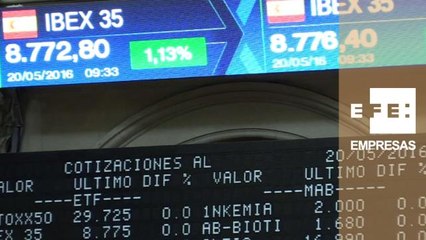 IBEX 35
8.772,80
1,13%
20/05/2016 09:33
IBEX 35
8.776,40
20/05/2016 09:33
EFE:
EMPRESAS
COTIZACIONES AL 20/05/2016
VALOR ULTIMO DIF % VALOR ULTIMO DIF %
----ETF---- ----MAB----
TOXX50 29.725 0.0 1NKEMIA 2.000 0.0
EX 35 8.775 0.0 AB-BIOTI 1.680 0.0